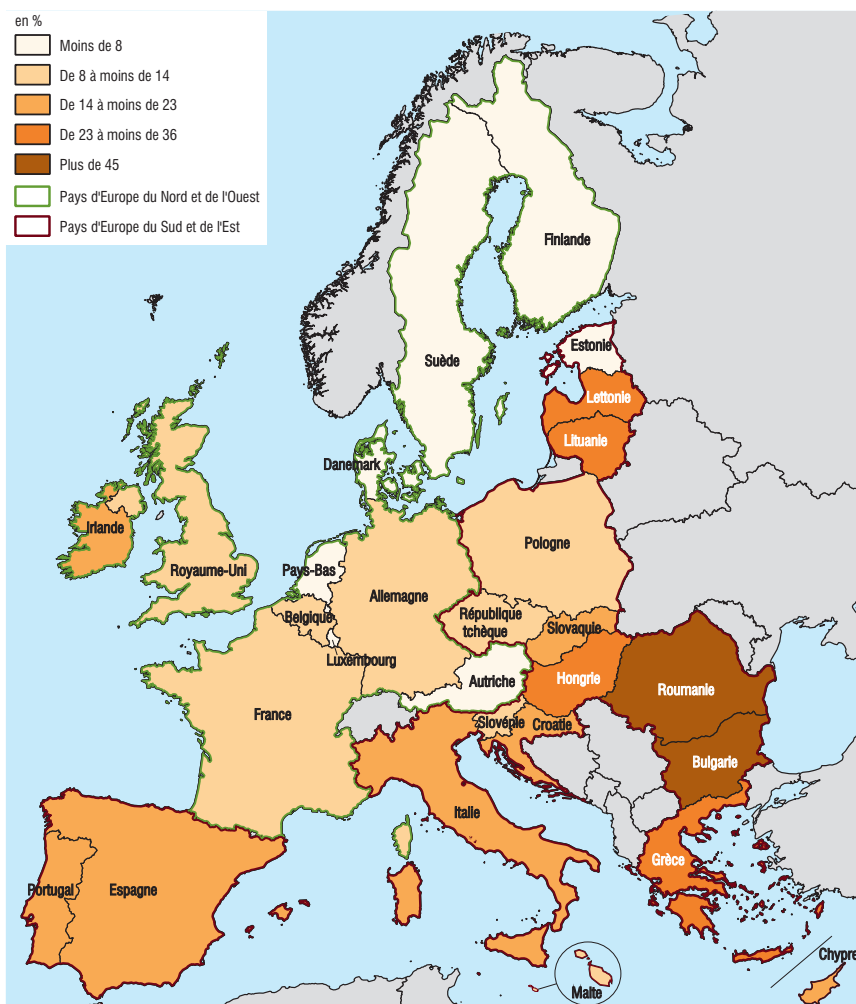 en %
Moins de 8
De 8 à moins de 14
De 14 à moins de 23
De 23 à moins de 36
Plus de 45
Pays d'Europe du Nord et de l'Ouest
Pays d'Europe du Sud et de l'Est
Finlande
Estonie
Suède
Lettonie
Lituanie
Danemark
Irlande
Pologne
Royaume-Uni
Pays-Bas
Allemagne
Belgique
République
tchèque
Slovaquie
Luxembourg
Autriche
Hongrie
Roumanie
France
Slovénie
Croatie
Bulgarie
Italie
Grèce
Portugal
Espagne
Chypre
Malte